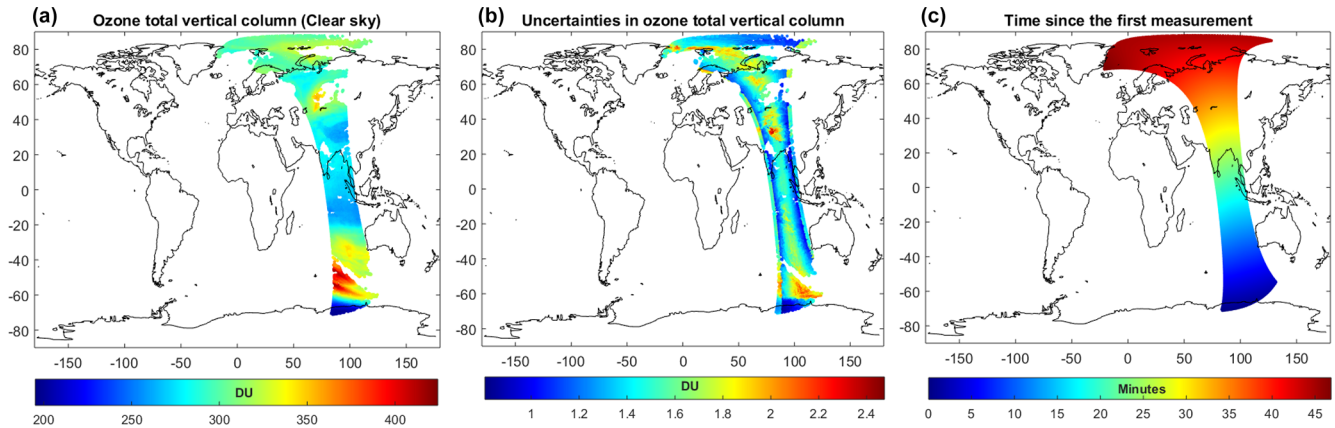 (a) Ozone total vertical column (Clear sky)
80
60
40
20
0
-20
-40
-60
-80
-150 -100 -50 0 50 100 150
DU
200 250 300 350 400
(b) Uncertainties in ozone total vertical column
80
60
40
20
0
-20
-40
-60
-80
-150 -100 -50 0 50 100 150
DU
1 1.2 1.4 1.6 1.8 2 2.2 2.4
(c) Time since the first measurement
80
60
40
20
0
-20
-40
-60
-80
-150 -100 -50 0 50 100 150
Minutes
0 5 10 15 20 25 30 35 40 45